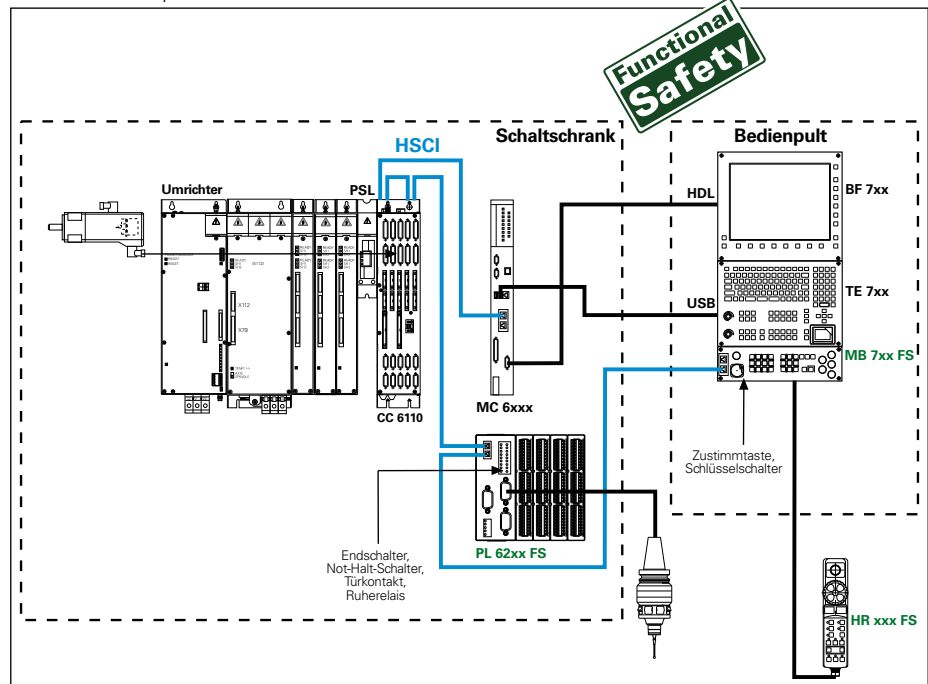 Functional
Safety
HSCI
Schaltschrank
Bedienpult
Umrichter
PSL
HDL
BF 7xx
TE 7xx
USB
MB 7xx FS
X112
X79
CC 6110
MC 6xxx
Zustimmtaste,
Schlüsselschalter
PL 62xx FS
Endschalter,
Not-Halt-Schalter,
Türkontakt,
Ruherelais
HR xxx FS